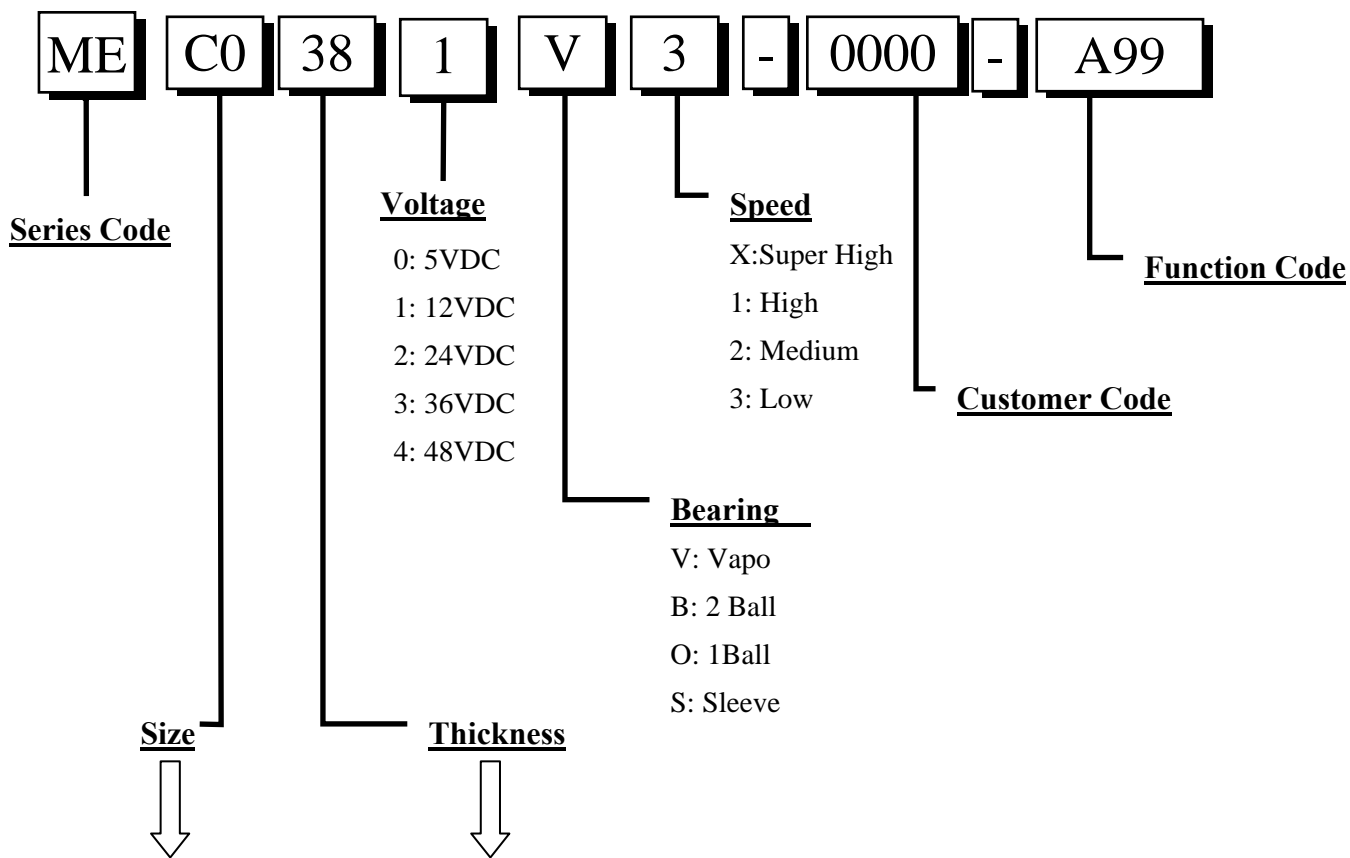 ME C0 38 1 V 3 - 0000 - A99
Series Code
Voltage
0: 5VDC
1: 12VDC
2: 24VDC
3: 36VDC
4: 48VDC
Speed
X:Super High
1: High
2: Medium
3: Low
Function Code
Customer Code
Bearing
V: Vapo
B: 2 Ball
O: 1Ball
S: Sleeve
Size
Thickness